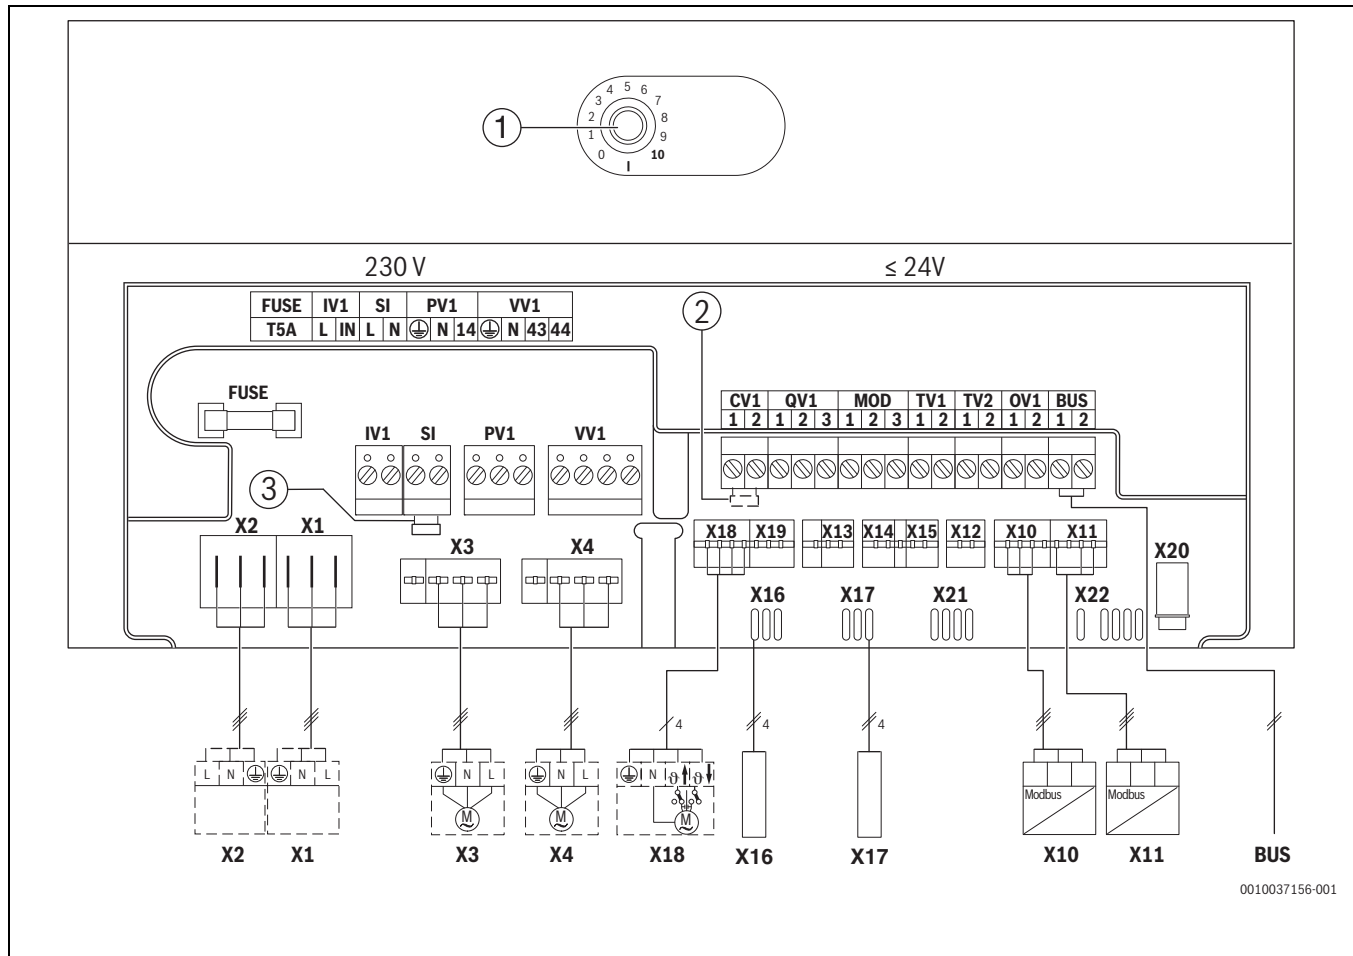 4 5 6
3 7
2 8
1 9
0 10
I
1
230 V ≤ 24V
FUSE IV1 SI PV1 VV1
T5A L IN L N N 14 N 43 44
2
FUSE
CV1 QV1 MOD TV1 TV2 OV1 BUS
1 2 1 2 3 1 2 3 1 2 1 2 1 2 1 2
IV1 SI PV1 VV1
3
X2 X1
X18 X19 X13 X14 X15 X12 X10 X11
X3 X4
X20
X16 X17 X21 X22
4 4 4
L N N L
N L N L N ϑ ϑ
Modbus Modbus
M M M
X2 X1 X3 X4 X18 X16 X17 X10 X11 BUS
0010037156-001